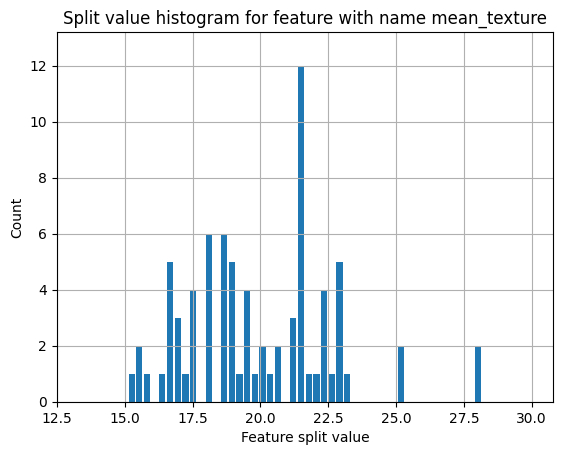 Split value histogram for feature with name mean_texture
Count
12
10
8
6
4
2
0
12.5 15.0 17.5 20.0 22.5 25.0 27.5 30.0
Feature split value